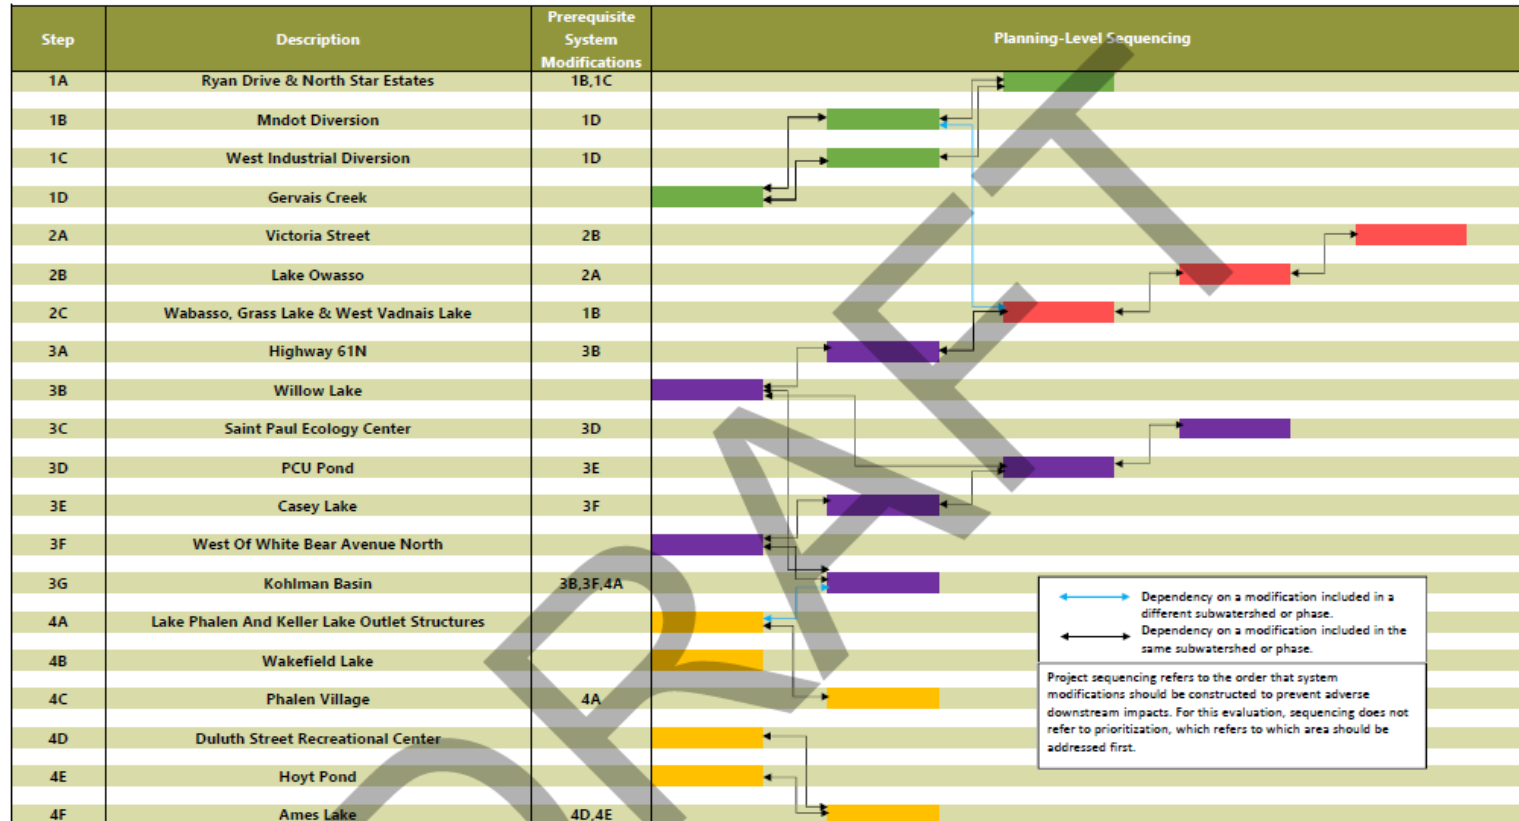 Step Description Prerequisite System Modifications Planning-Level Sequencing
1A Ryan Drive & North Star Estates 1B,1C
1B Mndot Diversion 1D
1C West Industrial Diversion 1D
1D Gervais Creek
2A Victoria Street 2B
2B Lake Owasso 2A
2C Wabasso, Grass Lake & West Vadnais Lake 1B
3A Highway 61N 3B
3B Willow Lake
3C Saint Paul Ecology Center 3D
3D PCU Pond 3E
3E Casey Lake 3F
3F West Of White Bear Avenue North
3G Kohlman Basin 3B,3F,4A
4A Lake Phalen And Keller Lake Outlet Structures
4B Wakefield Lake
4C Phalen Village 4A
4D Duluth Street Recreational Center
4E Hoyt Pond
4F Ames Lake 4D,4E
Dependency on a modification included in a
different subwatershed or phase.
Dependency on a modification included in the
same subwatershed or phase.
Project sequencing refers to the order that system
modifications should be constructed to prevent adverse
downstream impacts. For this evaluation, sequencing does not
refer to prioritization, which refers to which area should be
addressed first.
DRAFT